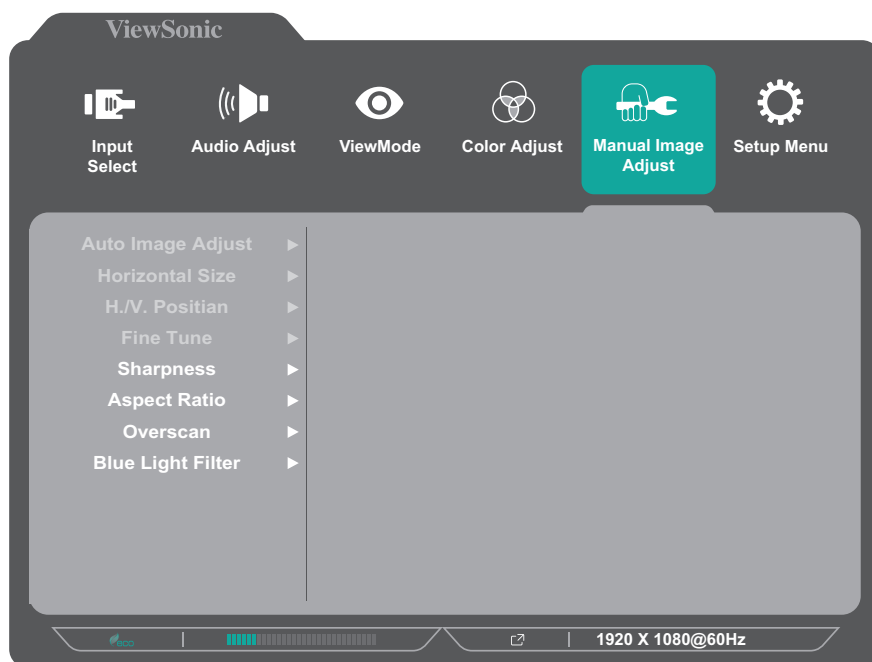 ViewSonic
Input
Select
Audio Adjust
ViewMode
Color Adjust
Manual Image
Adjust
Setup Menu
Auto Image Adjust
Horizontal Size
H./V. Positian
Fine Tune
Sharpness
Aspect Ratio
Overscan
Blue Light Filter
eco
1920 X 1080@60Hz